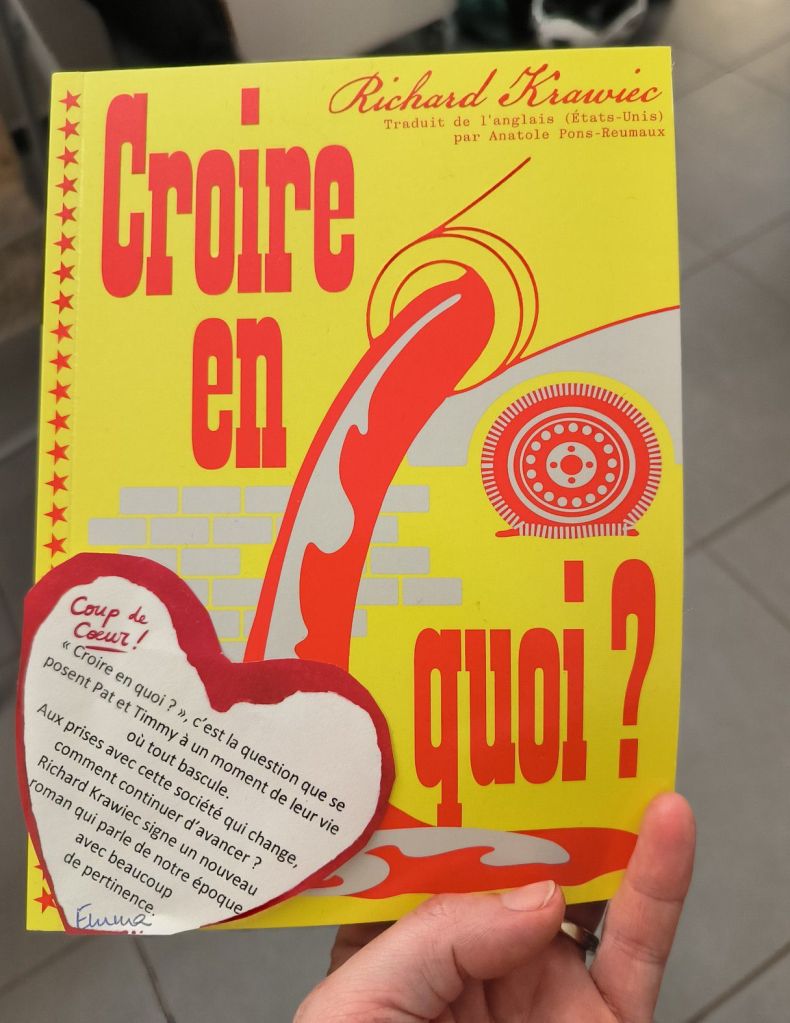 Richard Krawiec
Traduit de l'anglais (États-Unis)
par Anatole Pons-Reumaux
Croire
en
quoi ?
Coup de
Cœur !
« Croire en quoi ? », c'est la question que se
posent Pat et Timmy à un moment de leur vie
où tout bascule.
Aux prises avec cette société qui change,
comment continuer d'avancer ?
Richard Krawiec signe un nouveau
roman qui parle de notre époque
avec beaucoup
de pertinence.
Emma